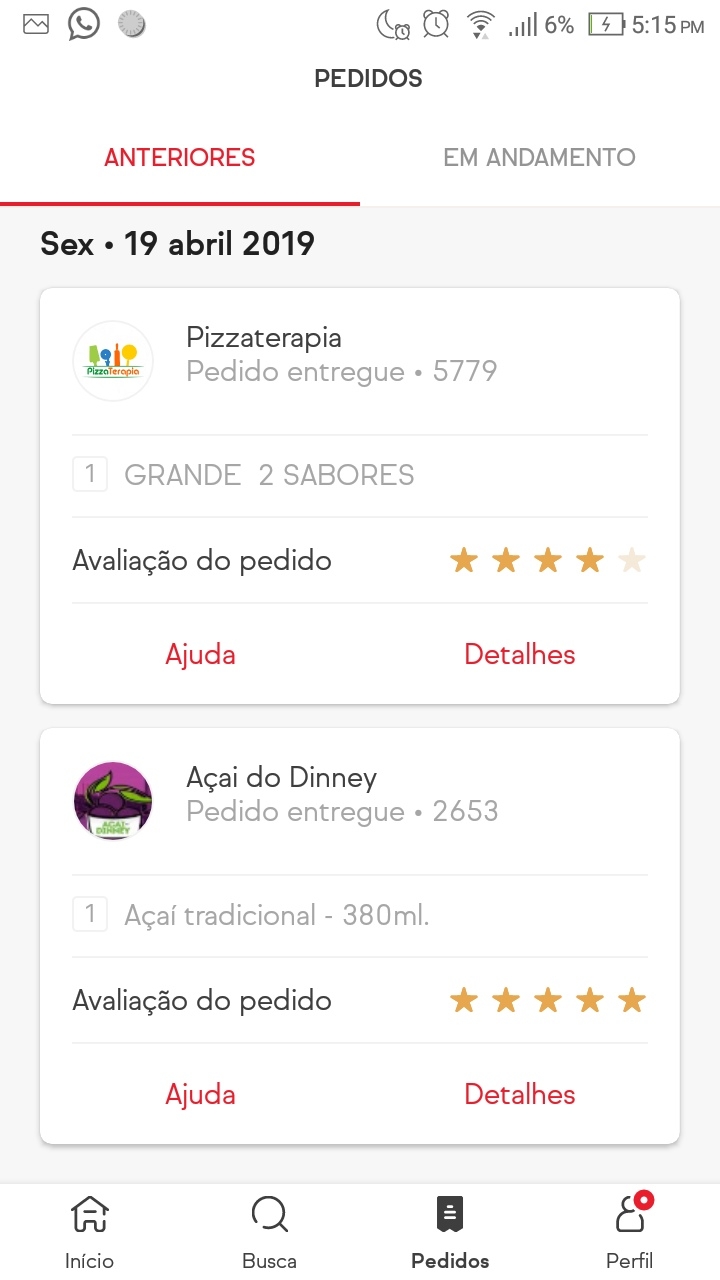 6% 5:15 PM
PEDIDOS
ANTERIORES EM ANDAMENTO
Sex • 19 abril 2019
Pizzaterapia
PizzaTerapia
Pedido entregue • 5779
1 GRANDE  2 SABORES
Avaliação do pedido
Ajuda Detalhes
Açai do Dinney
AÇAÍ DINNEY
Pedido entregue • 2653
1 Açaí tradicional - 380ml.
Avaliação do pedido
Ajuda Detalhes
Início Busca Pedidos Perfil